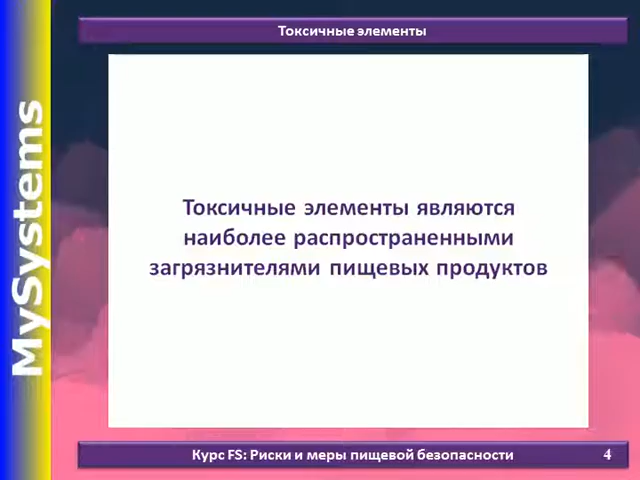 Токсичные элементы
MySystems
Токсичные элементы являются
наиболее распространенными
загрязнителями пищевых продуктов
Курс FS: Риски и меры пищевой безопасности 4